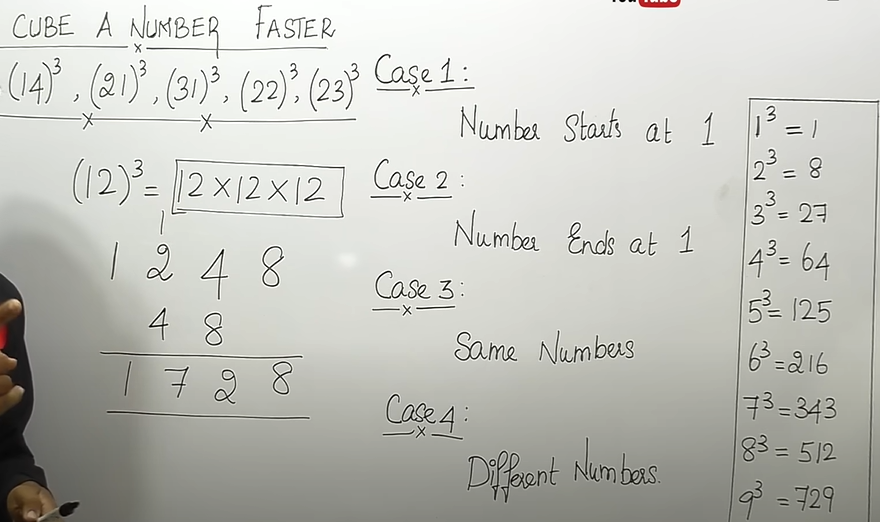 CUBE A NUMBER FASTER
(14)³, (21)³, (31)³, (22)³, (23)³
(12)³ = 12×12×12
1
1 2 4 8
4 8
1 7 2 8
Case 1:
Number Starts at 1
Case 2:
Number Ends at 1
Case 3:
Same Numbers
Case 4:
Different Numbers.
1³ = 1
2³ = 8
3³ = 27
4³ = 64
5³ = 125
6³ = 216
7³ = 343
8³ = 512
9³ = 729